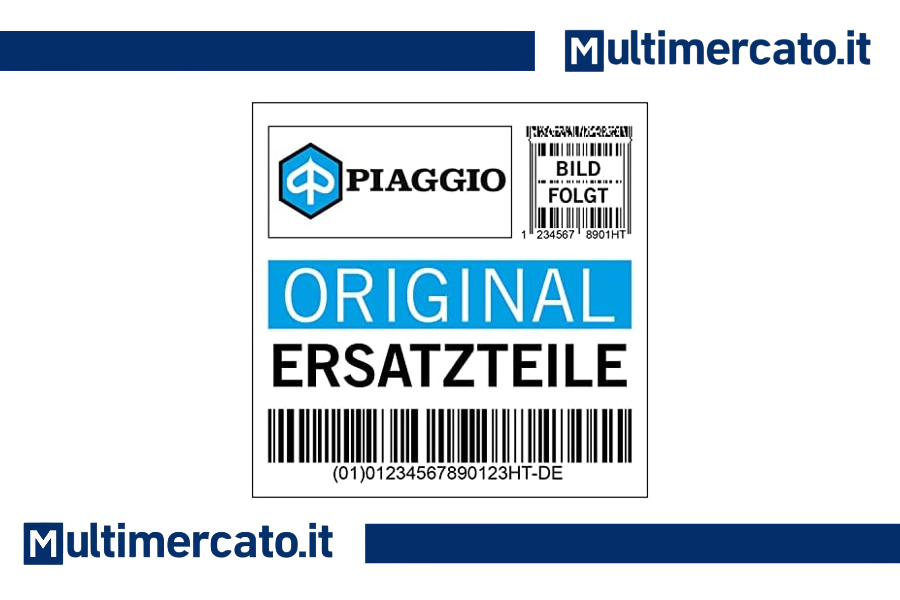 Multimercato.it
PIAGGIO
BILD
FOLGT
1 234567 8901HT
ORIGINAL
ERSATZTEILE
(01)01234567890123HT-DE
Multimercato.it